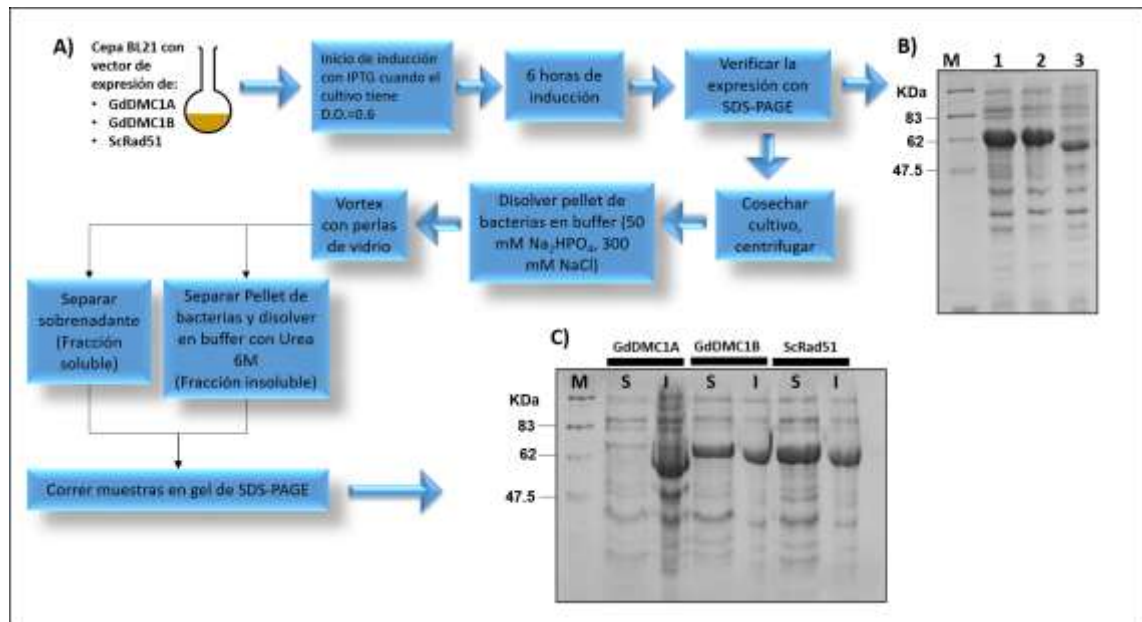 A)
Cepa BL21 con
vector de
expresión de:
• GdDMC1A
• GdDMC1B
• ScRad51
Inicio de inducción
con IPTG cuando el
cultivo tiene
D.O.=0.6
6 horas de
inducción
Verificar la
expresión con
SDS-PAGE
B)
M 1 2 3
KDa
83
62
47.5
Cosechar
cultivo,
centrifugar
Disolver pellet de
bacterias en buffer (50
mM Na₂HPO₄, 300
mM NaCl)
Vortex
con perlas
de vidrio
Separar
sobrenadante
(Fracción
soluble)
Separar Pellet de
bacterias y disolver
en buffer con Urea
6M
(Fracción insoluble)
Correr muestras en gel de SDS-PAGE
C)
GdDMC1A GdDMC1B ScRad51
M S I S I S I
KDa
83
62
47.5